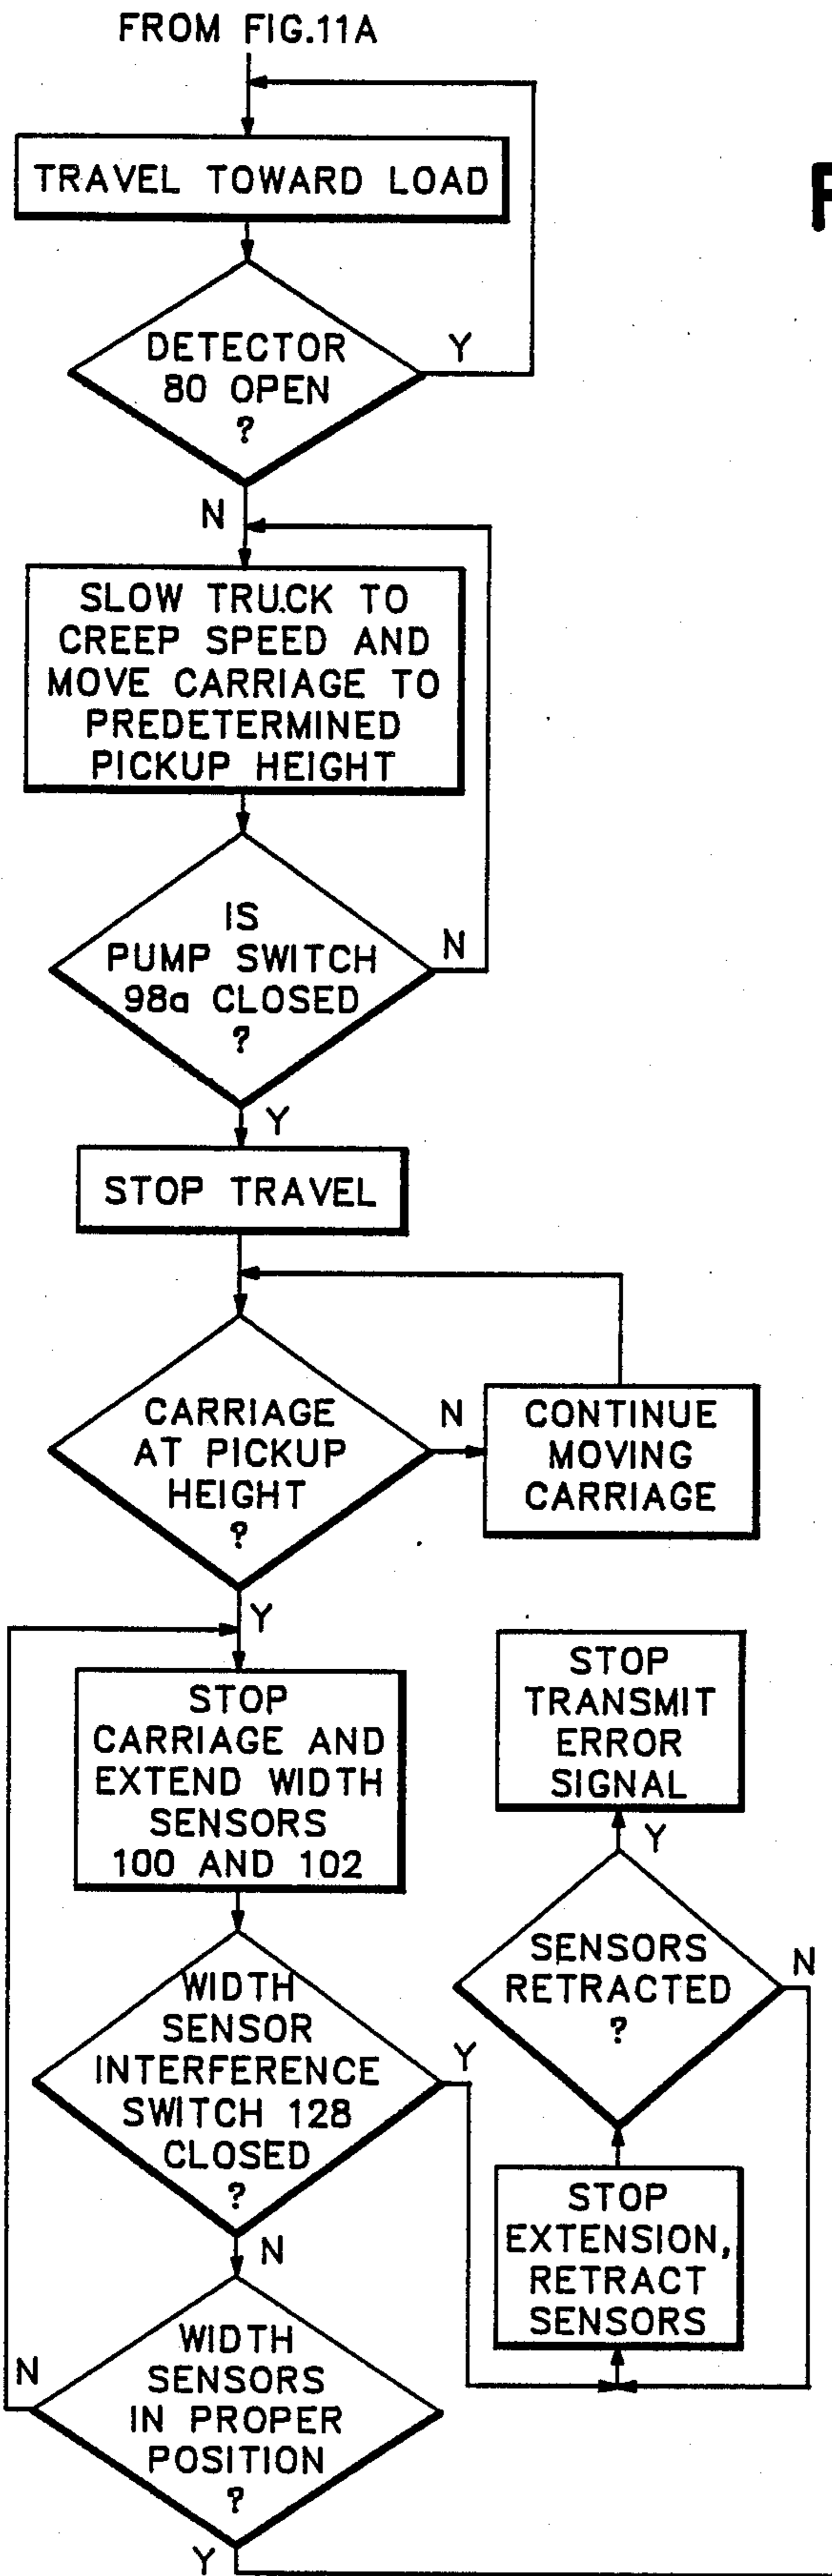 FROM FIG.11A
TRAVEL TOWARD LOAD
DETECTOR
80 OPEN
?
Y
N
SLOW TRUCK TO
CREEP SPEED AND
MOVE CARRIAGE TO
PREDETERMINED
PICKUP HEIGHT
IS
PUMP SWITCH
98a CLOSED
?
N
Y
STOP TRAVEL
CARRIAGE
AT PICKUP
HEIGHT
?
N
CONTINUE
MOVING
CARRIAGE
Y
STOP
CARRIAGE AND
EXTEND WIDTH
SENSORS
100 AND 102
STOP
TRANSMIT
ERROR
SIGNAL
Y
SENSORS
RETRACTED
?
N
WIDTH
SENSOR
INTERFERENCE
SWITCH 128
CLOSED
?
Y
N
STOP
EXTENSION,
RETRACT
SENSORS
WIDTH
SENSORS
IN PROPER
POSITION
?
N
Y